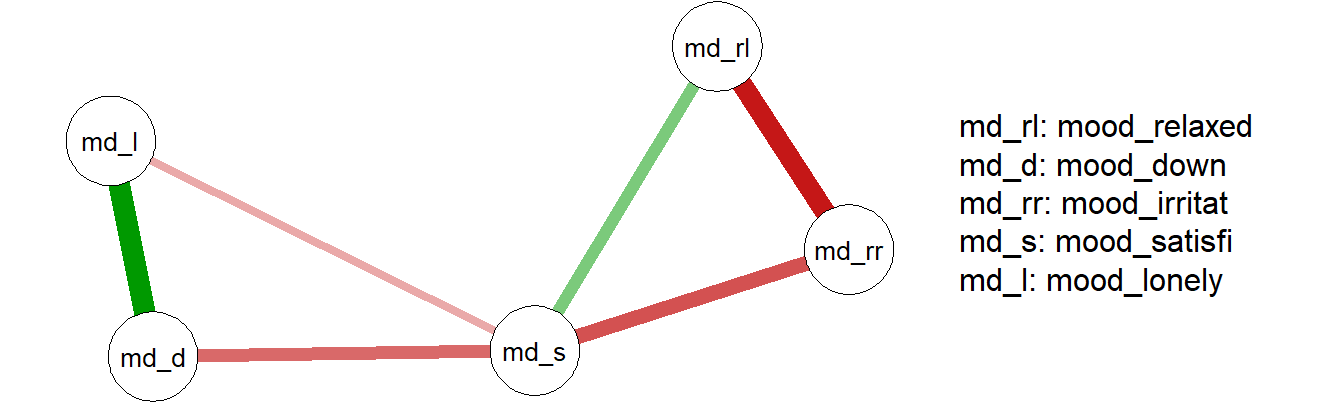 md_rl
md_l
md_rr
md_s
md_d
md_rl: mood_relaxed
md_d: mood_down
md_rr: mood_irritat
md_s: mood_satisfi
md_l: mood_lonely